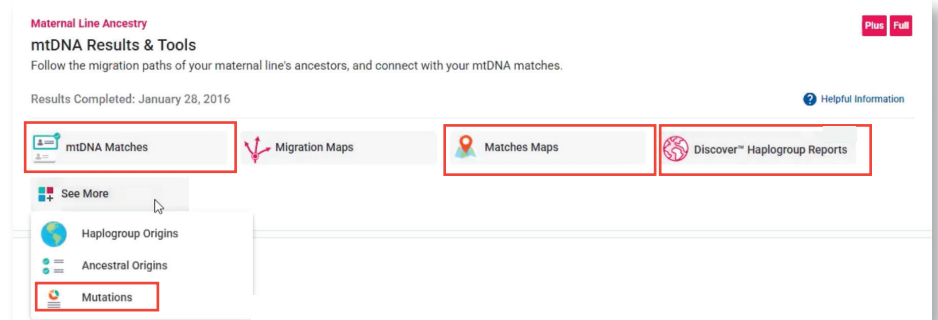 Maternal Line Ancestry
Plus Full
mtDNA Results & Tools
Follow the migration paths of your maternal line's ancestors, and connect with your mtDNA matches.
Results Completed: January 28, 2016
? Helpful Information
mtDNA Matches
Migration Maps
Matches Maps
Discover™ Haplogroup Reports
See More
Haplogroup Origins
Ancestral Origins
Mutations